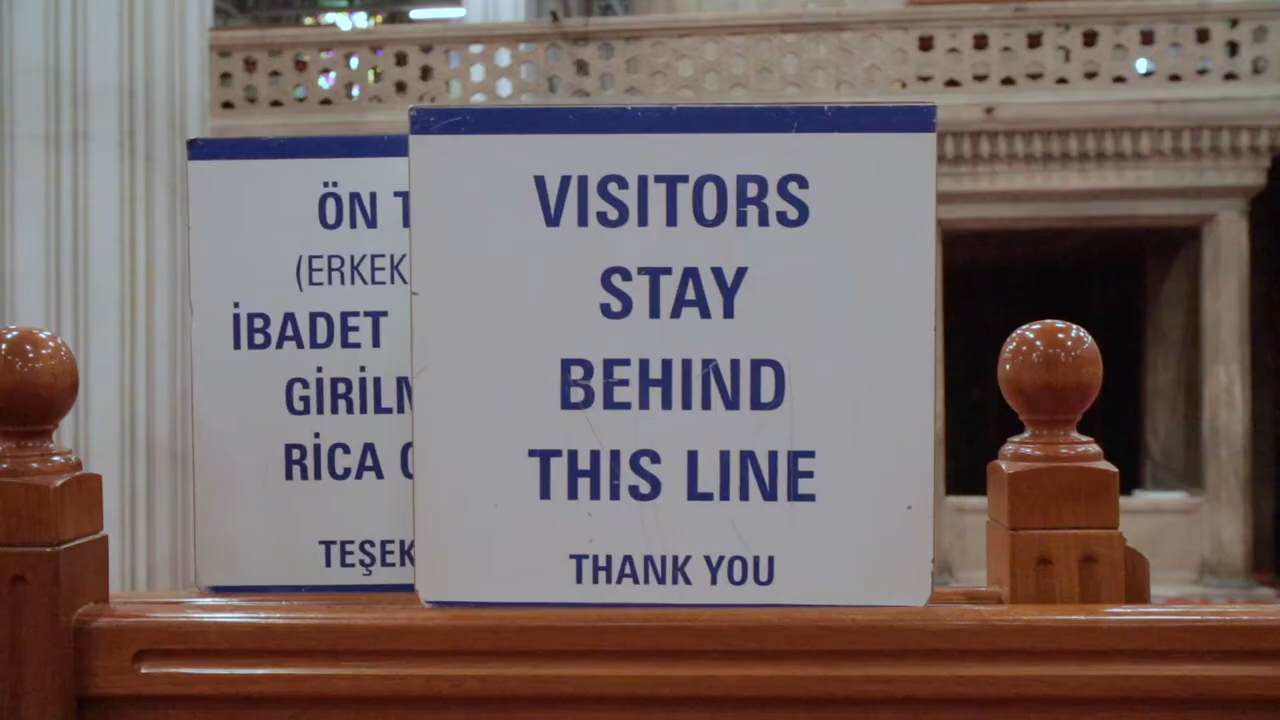 ÖN
(ERKEK
İBADET
RİCA
VISITORS
STAY
BEHIND
THIS LINE
THANK YOU